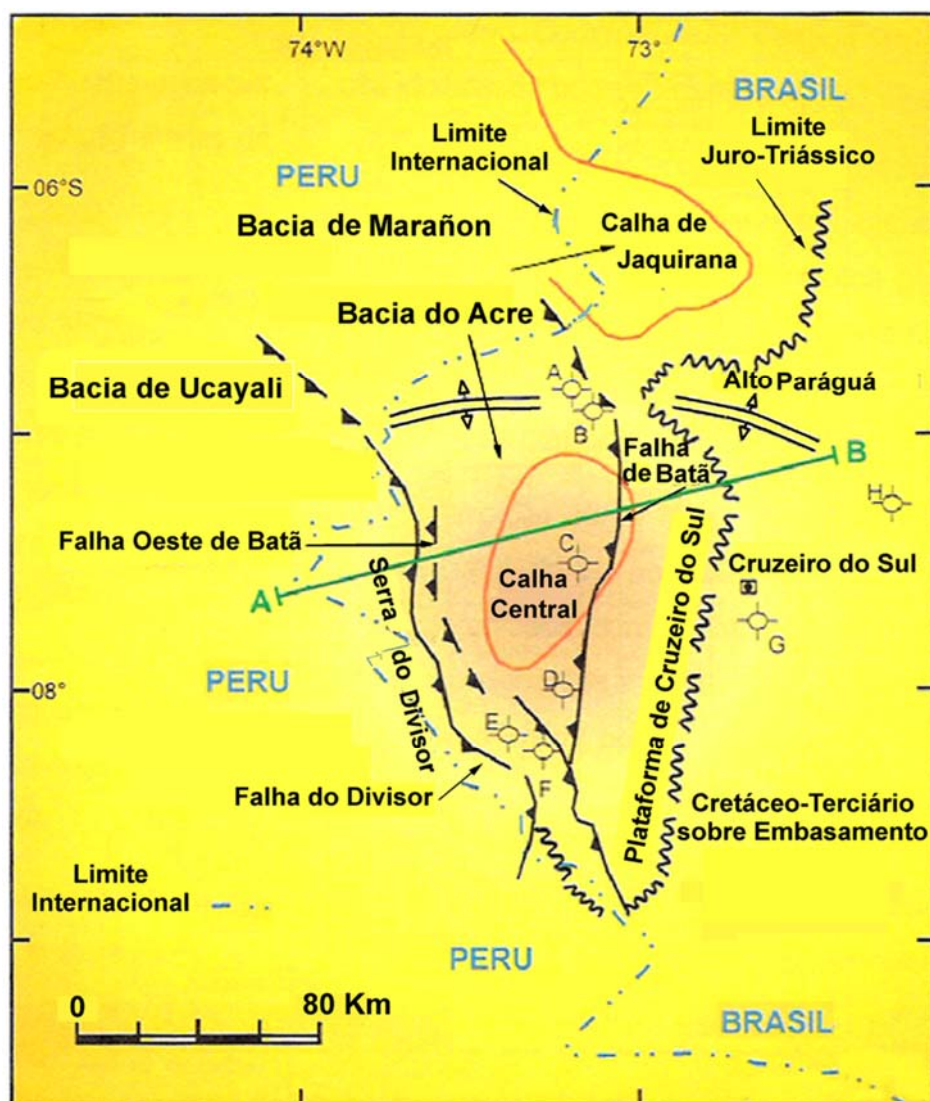 74°W
73°
BRASIL
Limite
Juro-Triássico
Limite
Internacional
PERU
06°S
Bacia de Marañon
Calha de
Jaquirana
Bacia do Acre
Bacia de Ucayali
A
Alto Paráguá
B
Falha
de Batã
B
H
Falha Oeste de Batã
C
Cruzeiro do Sul
A
Calha
Central
Serra do Divisor
Plataforma de Cruzeiro do Sul
G
PERU
08°
D
E
F
Falha do Divisor
Cretáceo-Terciário
sobre Embasamento
Limite
Internacional
PERU
0
80 Km
BRASIL